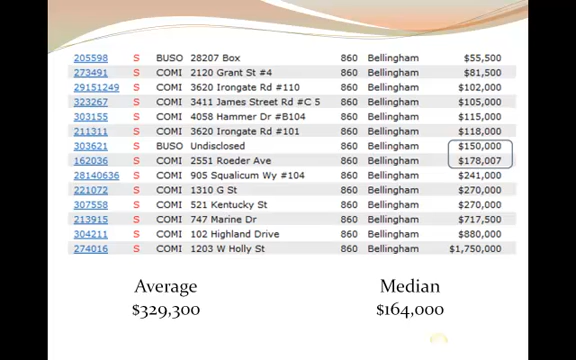 205598 S BUSO 28207 Box 860 Bellingham $55,500
273491 S COMI 2120 Grant St #4 860 Bellingham $81,500
29151249 S COMI 3620 Irongate Rd #110 860 Bellingham $102,000
323267 S COMI 3411 James Street Rd #C 5 860 Bellingham $105,000
303155 S COMI 4058 Hammer Dr #B104 860 Bellingham $115,000
211311 S COMI 3620 Irongate Rd #101 860 Bellingham $118,000
303621 S BUSO Undisclosed 860 Bellingham $150,000
162036 S COMI 2551 Roeder Ave 860 Bellingham $178,007
28140636 S COMI 905 Squalicum Wy #104 860 Bellingham $241,000
221072 S COMI 1310 G St 860 Bellingham $270,000
307558 S COMI 521 Kentucky St 860 Bellingham $270,000
213915 S COMI 747 Marine Dr 860 Bellingham $717,500
304211 S COMI 102 Highland Drive 860 Bellingham $880,000
274016 S COMI 1203 W Holly St 860 Bellingham $1,750,000
Average Median
$329,300 $164,000